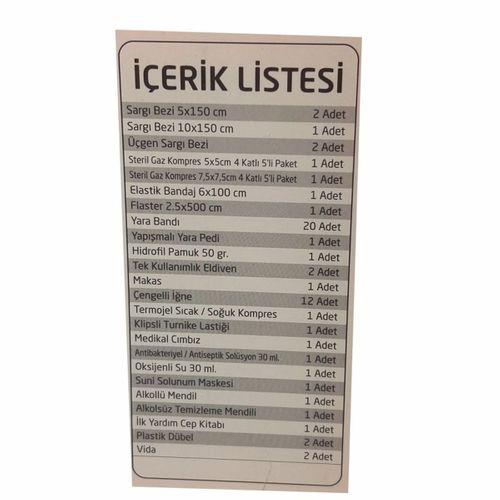 İÇERİK LİSTESİ
Sargı Bezi 5x150 cm 2 Adet
Sargı Bezi 10x150 cm 1 Adet
Üçgen Sargı Bezi 2 Adet
Steril Gaz Kompres 5x5cm 4 Katlı 5'li Paket 1 Adet
Steril Gaz Kompres 7,5x7,5cm 4 Katlı 5'li Paket 1 Adet
Elastik Bandaj 6x100 cm 1 Adet
Flaster 2.5x500 cm 1 Adet
Yara Bandı 20 Adet
Yapışmalı Yara Pedi 1 Adet
Hidrofil Pamuk 50 gr. 1 Adet
Tek Kullanımlık Eldiven 2 Adet
Makas 1 Adet
Çengelli İğne 12 Adet
Termojel Sıcak / Soğuk Kompres 1 Adet
Klipsli Turnike Lastiği 1 Adet
Medikal Cımbız 1 Adet
Antibakteriyel / Antiseptik Solüsyon 30 ml. 1 Adet
Oksijenli Su 30 ml. 1 Adet
Suni Solunum Maskesi 1 Adet
Alkollü Mendil 1 Adet
Alkolsüz Temizleme Mendili 1 Adet
İlk Yardım Cep Kitabı 1 Adet
Plastik Dübel 2 Adet
Vida 2 Adet